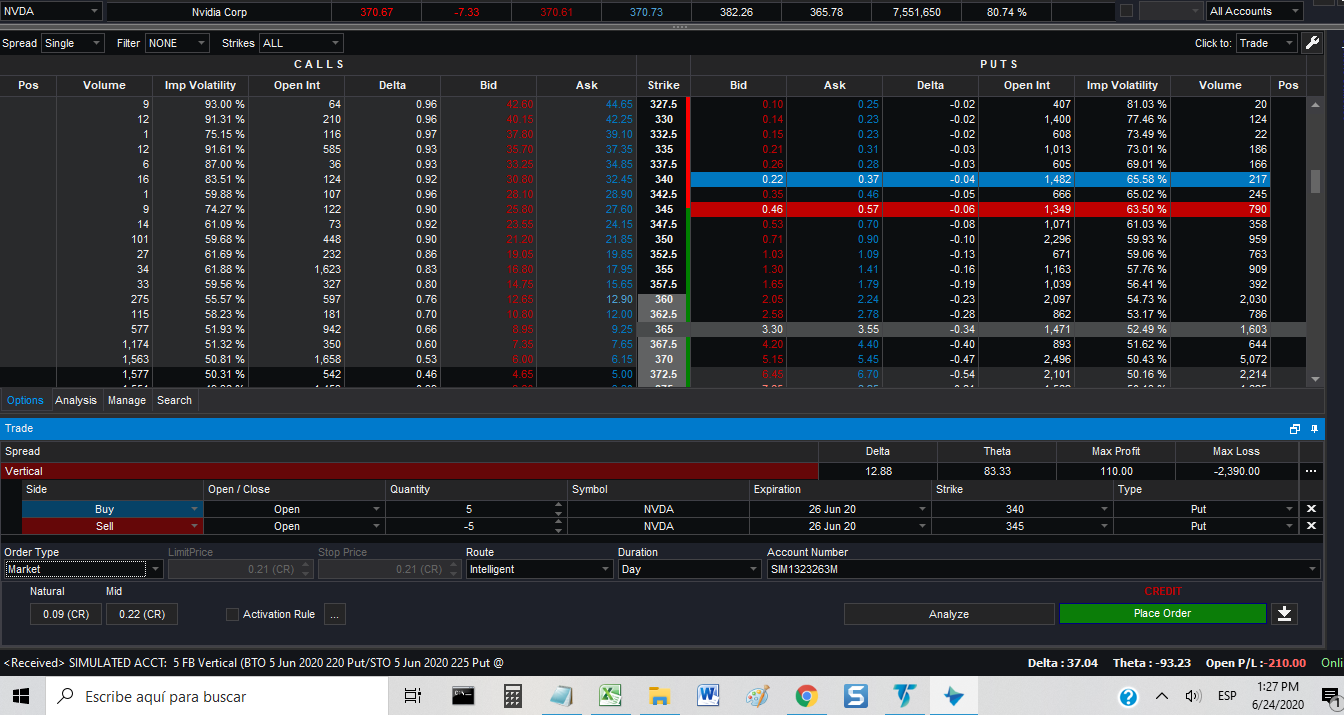 NVDA Nvidia Corp 370.67 -7.33 370.61 370.73 382.26 365.78 7,551,650 80.74 % All Accounts
Spread Single Filter NONE Strikes ALL Click to: Trade
CALLS PUTS
Pos Volume Imp Volatility Open Int Delta Bid Ask Strike Bid Ask Delta Open Int Imp Volatility Volume Pos
9 93.00 % 64 0.96 42.60 44.65 327.5 0.10 0.25 -0.02 407 81.03 % 20
12 91.31 % 210 0.96 40.15 42.25 330 0.14 0.23 -0.02 1,400 77.46 % 124
1 75.15 % 116 0.97 37.80 39.10 332.5 0.15 0.23 -0.02 608 73.49 % 22
12 91.61 % 585 0.93 35.70 37.35 335 0.21 0.31 -0.03 1,013 73.01 % 186
6 87.00 % 36 0.93 33.25 34.85 337.5 0.26 0.28 -0.03 605 69.01 % 166
16 83.51 % 124 0.92 30.80 32.45 340 0.22 0.37 -0.04 1,482 65.58 % 217
1 59.88 % 107 0.96 28.10 28.90 342.5 0.35 0.46 -0.05 666 65.02 % 245
9 74.27 % 122 0.90 25.80 27.60 345 0.46 0.57 -0.06 1,349 63.50 % 790
14 61.09 % 73 0.92 23.55 24.15 347.5 0.53 0.70 -0.08 1,071 61.03 % 358
101 59.68 % 448 0.90 21.20 21.85 350 0.71 0.90 -0.10 2,296 59.93 % 959
27 61.69 % 232 0.86 19.05 19.85 352.5 1.03 1.09 -0.13 671 59.06 % 763
34 61.88 % 1,623 0.83 16.80 17.95 355 1.30 1.41 -0.16 1,163 57.76 % 909
33 59.56 % 327 0.80 14.75 15.65 357.5 1.65 1.79 -0.19 1,039 56.41 % 392
275 55.57 % 597 0.76 12.65 12.90 360 2.05 2.24 -0.23 2,097 54.73 % 2,030
115 58.23 % 181 0.70 10.80 12.00 362.5 2.58 2.78 -0.28 862 53.17 % 786
577 51.93 % 942 0.66 8.95 9.25 365 3.30 3.55 -0.34 1,471 52.49 % 1,603
1,174 51.32 % 350 0.60 7.35 7.65 367.5 4.20 4.40 -0.40 893 51.62 % 644
1,563 50.81 % 1,658 0.53 6.00 6.15 370 5.15 5.45 -0.47 2,496 50.43 % 5,072
1,577 50.31 % 542 0.46 4.65 5.00 372.5 6.45 6.70 -0.54 2,101 50.16 % 2,214
Options Analysis Manage Search
Trade
Spread Delta Theta Max Profit Max Loss
Vertical 12.88 83.33 110.00 -2,390.00 ...
Side Open / Close Quantity Symbol Expiration Strike Type
Buy Open 5 NVDA 26 Jun 20 340 Put
Sell Open -5 NVDA 26 Jun 20 345 Put
Order Type LimitPrice Stop Price Route Duration Account Number
Market 0.21 (CR) 0.21 (CR) Intelligent Day SIM1323263M
Natural Mid CREDIT
0.09 (CR) 0.22 (CR) Activation Rule ... Analyze Place Order
<Received> SIMULATED ACCT: 5 FB Vertical (BTO 5 Jun 2020 220 Put/STO 5 Jun 2020 225 Put @ Delta : 37.04 Theta : -93.23 Open P/L :-210.00 Onli
Escribe aquí para buscar ESP 1:27 PM
6/24/2020